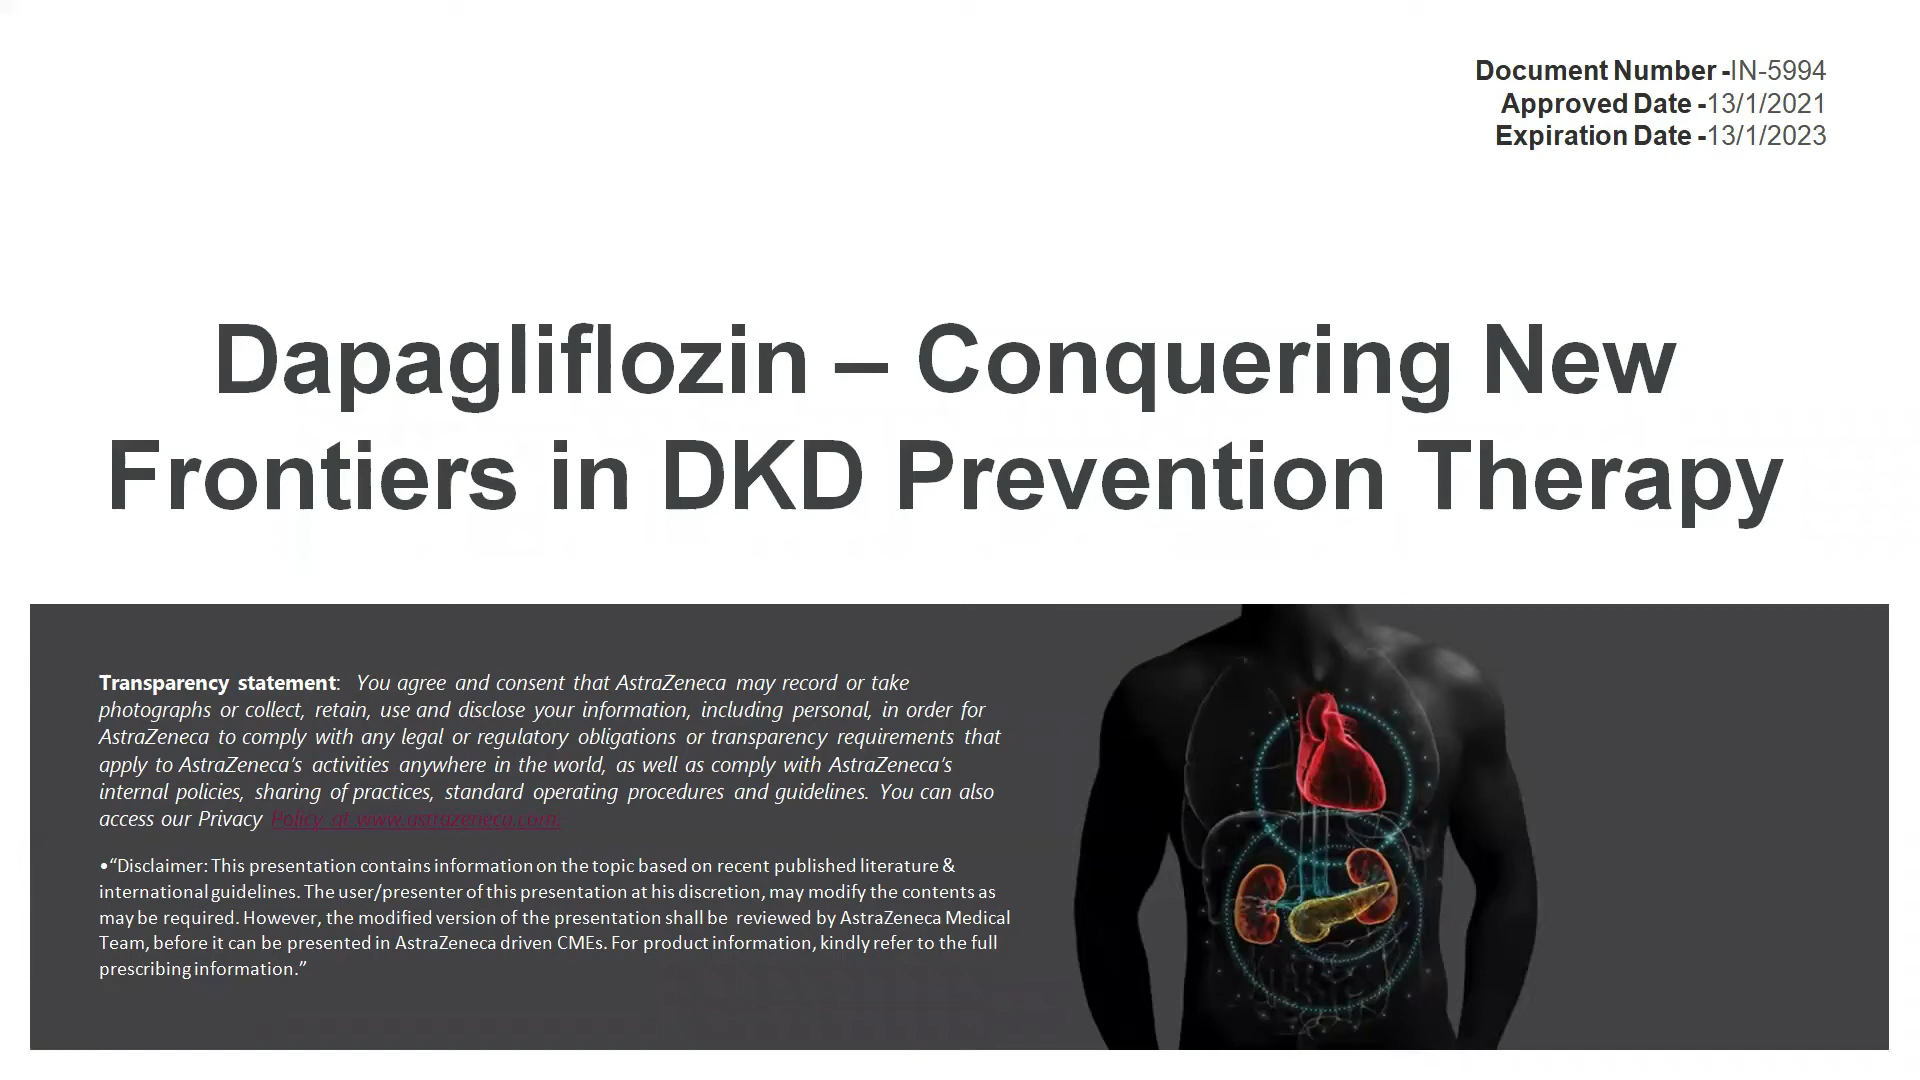 Document Number -IN-5994
Approved Date -13/1/2021
Expiration Date -13/1/2023
Dapagliflozin – Conquering New
Frontiers in DKD Prevention Therapy
Transparency statement: You agree and consent that AstraZeneca may record or take
photographs or collect, retain, use and disclose your information, including personal, in order for
AstraZeneca to comply with any legal or regulatory obligations or transparency requirements that
apply to AstraZeneca’s activities anywhere in the world, as well as comply with AstraZeneca’s
internal policies, sharing of practices, standard operating procedures and guidelines. You can also
access our Privacy Policy at www.astrazeneca.com.
•“Disclaimer: This presentation contains information on the topic based on recent published literature &
international guidelines. The user/presenter of this presentation at his discretion, may modify the contents as
may be required. However, the modified version of the presentation shall be reviewed by AstraZeneca Medical
Team, before it can be presented in AstraZeneca driven CMEs. For product information, kindly refer to the full
prescribing information.”